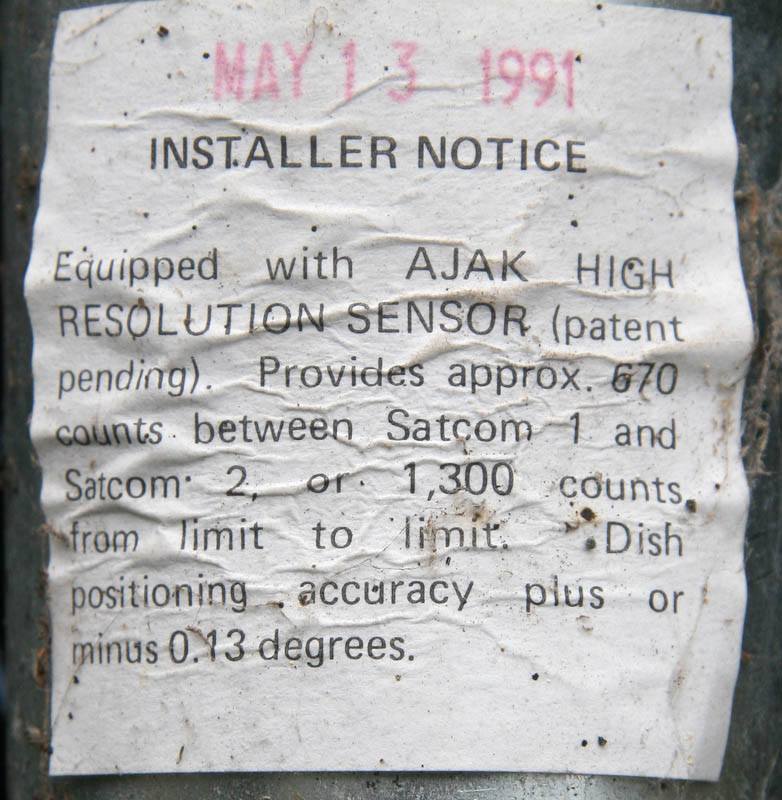 MAY 13 1991
INSTALLER NOTICE
Equipped with AJAK HIGH
RESOLUTION SENSOR (patent
pending). Provides approx. 670
counts between Satcom 1 and
Satcom 2, or 1,300 counts
from limit to limit. Dish
positioning accuracy plus or
minus 0.13 degrees.